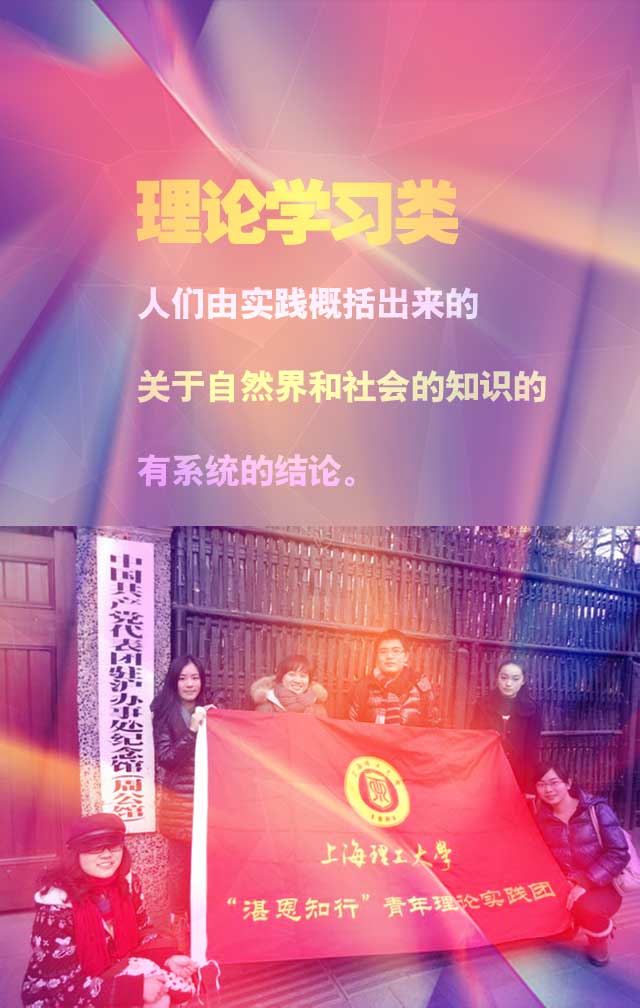 理论学习类
人们由实践概括出来的
关于自然界和社会的知识的
有系统的结论。
中国共产党代表团驻沪办事处纪念馆（周公馆）
上海理工大学
“湛恩知行”青年理论实践团